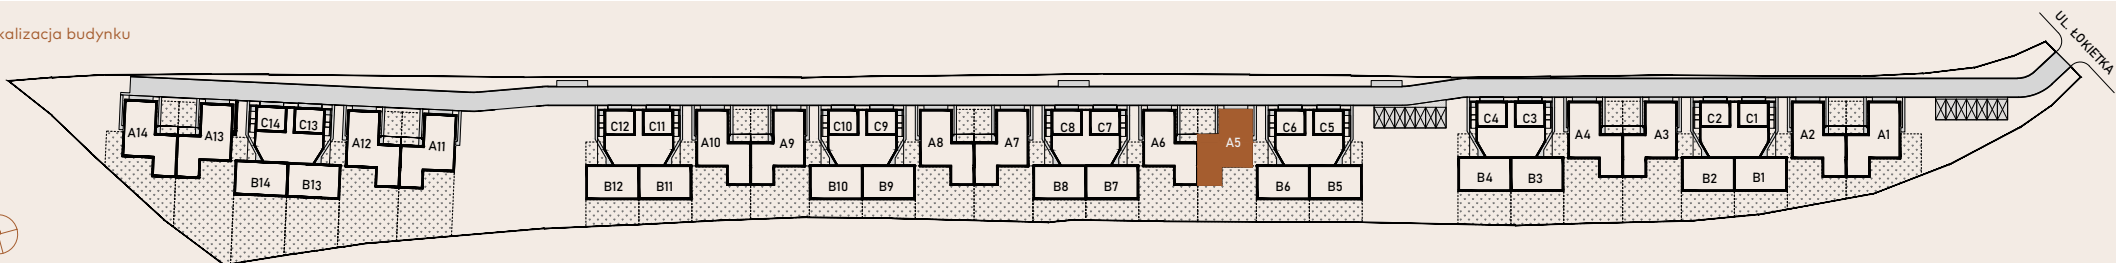 kalizacja budynku
UL. ŁOKIETKA
A14
A13
C14
C13
A12
A11
B14
B13
C12
C11
A10
A9
C10
C9
A8
A7
C8
C7
A6
A5
C6
C5
B12
B11
B10
B9
B8
B7
B6
B5
C4
C3
A4
A3
C2
C1
A2
A1
B4
B3
B2
B1